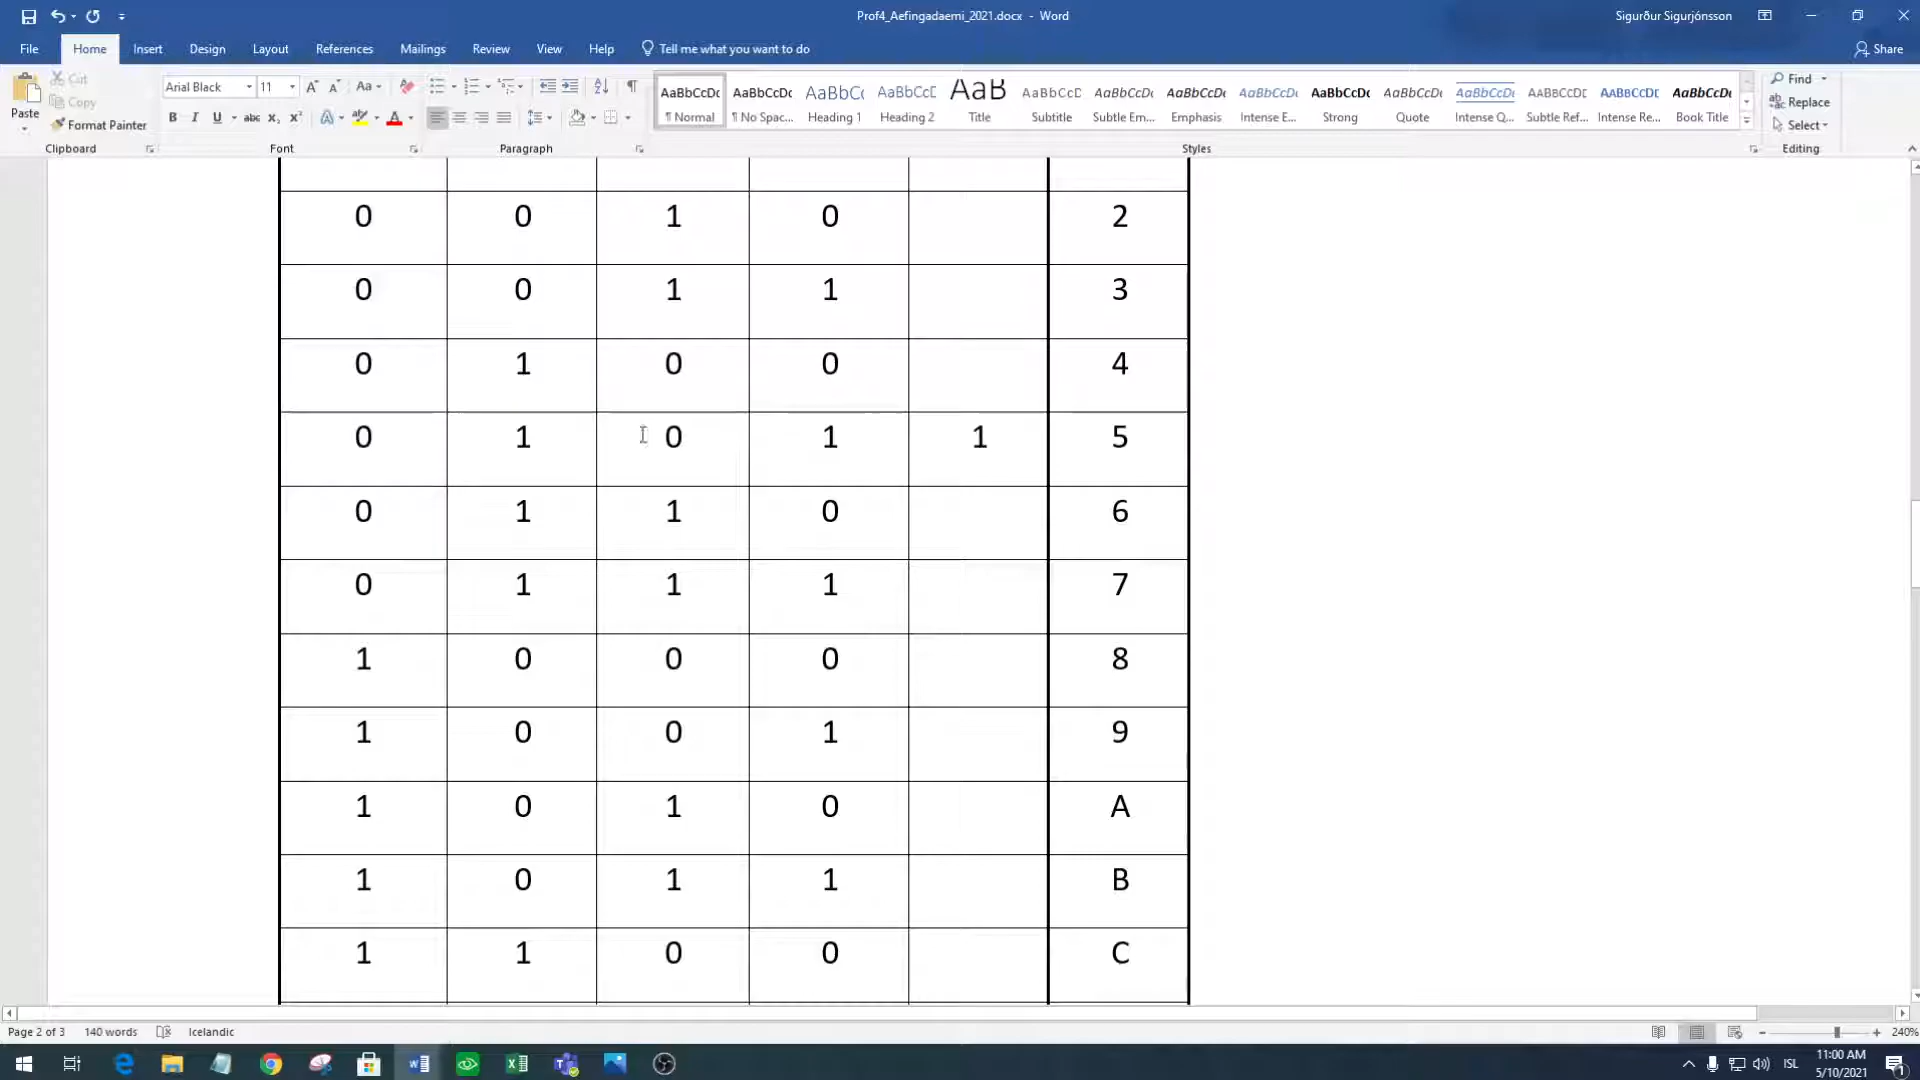 Prof4_Aefingadaemi_2021.docx - Word
Sigurður Sigurjónsson
File Home Insert Design Layout References Mailings Review View Help Tell me what you want to do
Share
Paste
Cut
Copy
Format Painter
Clipboard
Arial Black 11
Aa
B I U abc x₂ x²
Font
Paragraph
AaBbCcDc AaBbCcDc AaBbCc AaBbCcD AaB AaBbCcD AaBbCcDc AaBbCcDc AaBbCcDc AaBbCcDc AaBbCcDc AaBbCcDc AaBbCcDc AaBbCcDc AaBbCcDc
¶ Normal ¶ No Spac... Heading 1 Heading 2 Title Subtitle Subtle Em... Emphasis Intense E... Strong Quote Intense Q... Subtle Ref... Intense Re... Book Title
Styles
Find
Replace
Select
Editing
0 0 1 0 2
0 0 1 1 3
0 1 0 0 4
0 1 0 1 1 5
0 1 1 0 6
0 1 1 1 7
1 0 0 0 8
1 0 0 1 9
1 0 1 0 A
1 0 1 1 B
1 1 0 0 C
Page 2 of 3 140 words Icelandic
240%
ISL
11:00 AM
5/10/2021